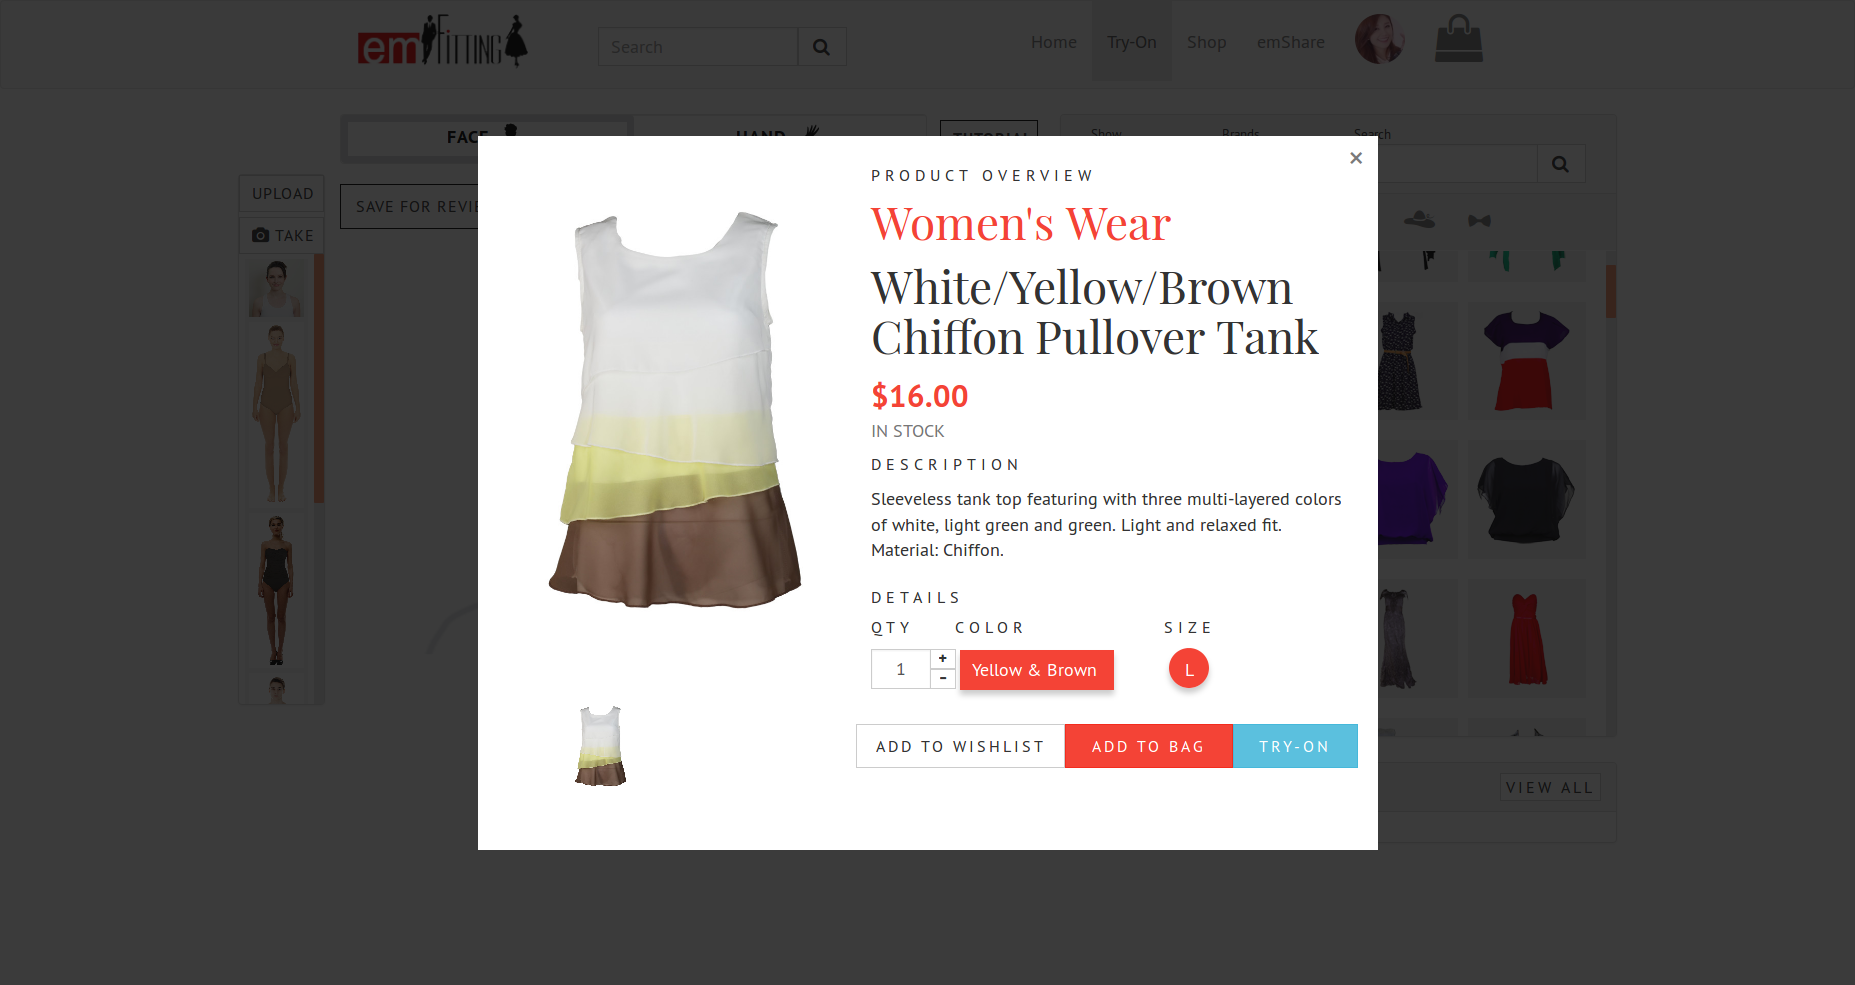 em FITTING
Search
Home
Try-On
Shop
emShare
FACE
HAND
TUTORIAL
Show
Brands
Search
UPLOAD
TAKE
SAVE FOR REVIE
×
PRODUCT OVERVIEW
Women's Wear
White/Yellow/Brown
Chiffon Pullover Tank
$16.00
IN STOCK
DESCRIPTION
Sleeveless tank top featuring with three multi-layered colors
of white, light green and green. Light and relaxed fit.
Material: Chiffon.
DETAILS
QTY COLOR SIZE
1 + - Yellow & Brown L
ADD TO WISHLIST ADD TO BAG TRY-ON
VIEW ALL